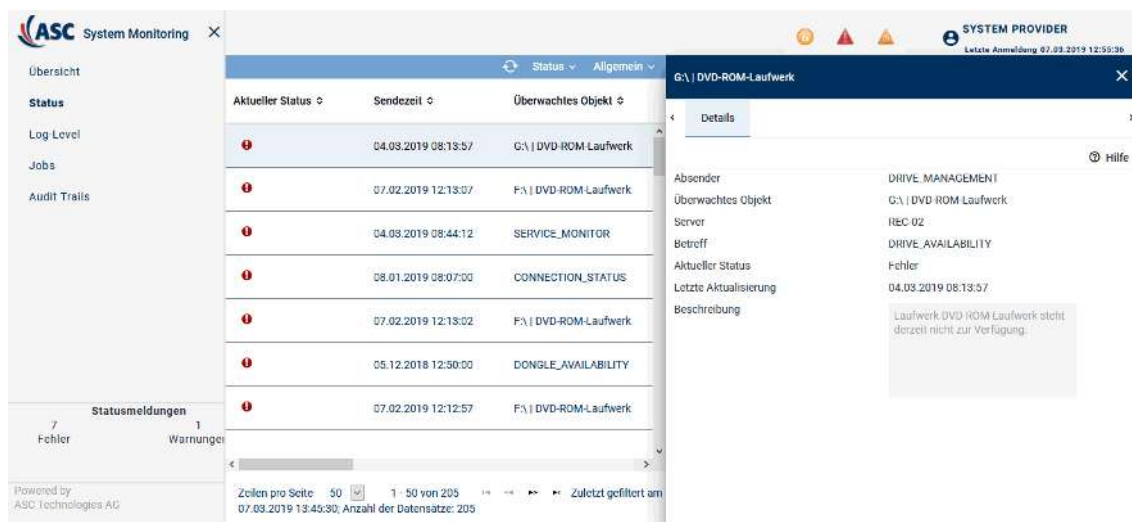 ASC System Monitoring
SYSTEM PROVIDER
Letzte Anmeldung 07.03.2019 12:55:36
Übersicht
Status
Log-Level
Jobs
Audit Trails
Statusmeldungen
7 1
Fehler Warnungen
Powered by
ASC Technologies AG
Status Allgemein
Aktueller Status Sendezeit Überwachtes Objekt
04.03.2019 08:13:57 G:\ | DVD-ROM-Laufwerk
07.02.2019 12:13:07 F:\ | DVD-ROM-Laufwerk
04.03.2019 08:44:12 SERVICE_MONITOR
08.01.2019 08:07:00 CONNECTION_STATUS
07.02.2019 12:13:02 F:\ | DVD-ROM-Laufwerk
05.12.2018 12:50:00 DONGLE_AVAILABILITY
07.02.2019 12:12:57 F:\ | DVD-ROM-Laufwerk
Zeilen pro Seite 50 1 - 50 von 205 Zuletzt gefiltert am
07.03.2019 13:45:30; Anzahl der Datensätze: 205
G:\ | DVD-ROM-Laufwerk
Details
Hilfe
Absender DRIVE_MANAGEMENT
Überwachtes Objekt G:\ | DVD-ROM-Laufwerk
Server REC-02
Betreff DRIVE_AVAILABILITY
Aktueller Status Fehler
Letzte Aktualisierung 04.03.2019 08:13:57
Beschreibung Laufwerk DVD-ROM-Laufwerk steht
derzeit nicht zur Verfügung.